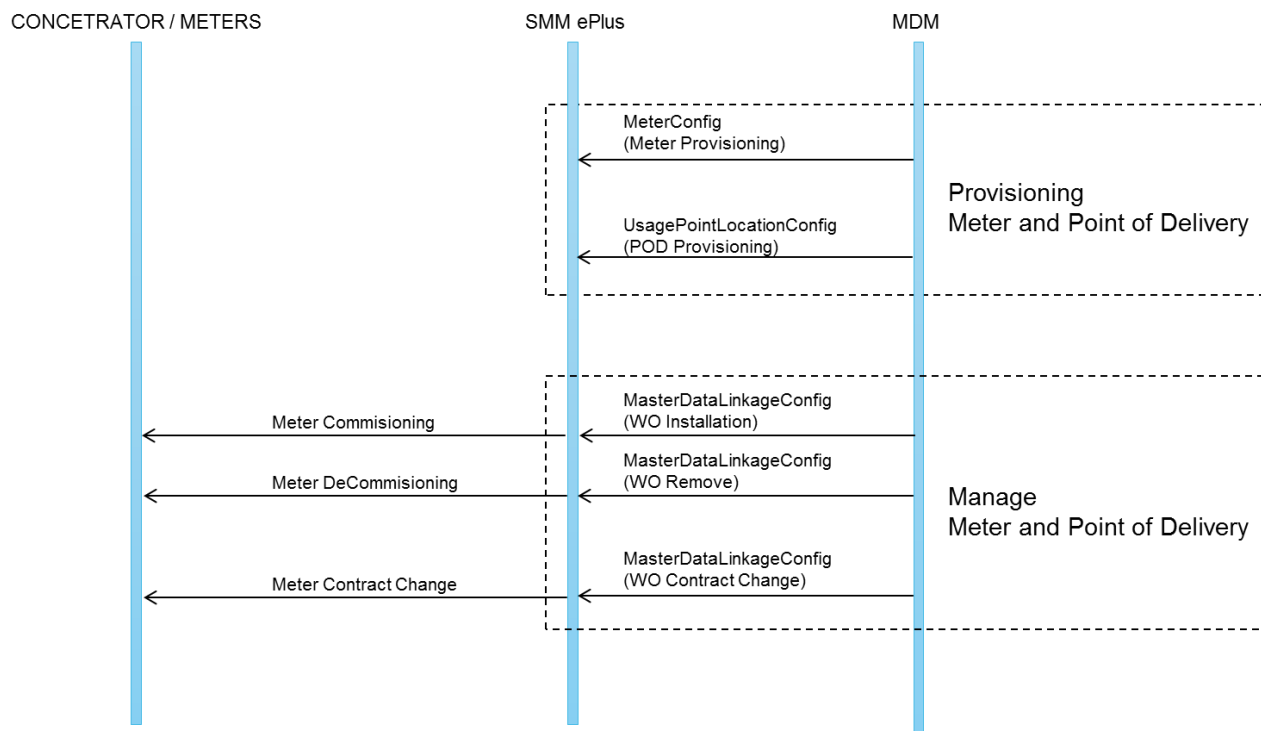 CONCETRATOR / METERS
SMM ePlus
MDM
MeterConfig
(Meter Provisioning)
UsagePointLocationConfig
(POD Provisioning)
Provisioning
Meter and Point of Delivery
MasterDataLinkageConfig
(WO Installation)
Meter Commisioning
MasterDataLinkageConfig
(WO Remove)
Meter DeCommisioning
Manage
Meter and Point of Delivery
MasterDataLinkageConfig
(WO Contract Change)
Meter Contract Change